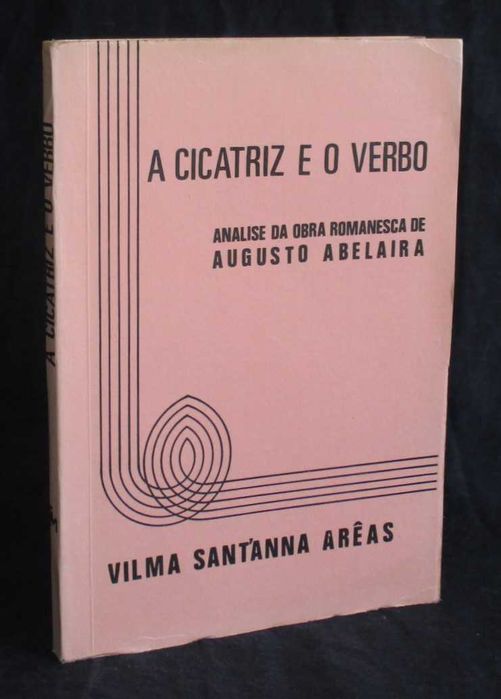 A CICATRIZ E O VERBO
ANALISE DA OBRA ROMANESCA DE
AUGUSTO ABELAIRA
VILMA SANT'ANNA ARÊAS
A CICATRIZ E O VERBO